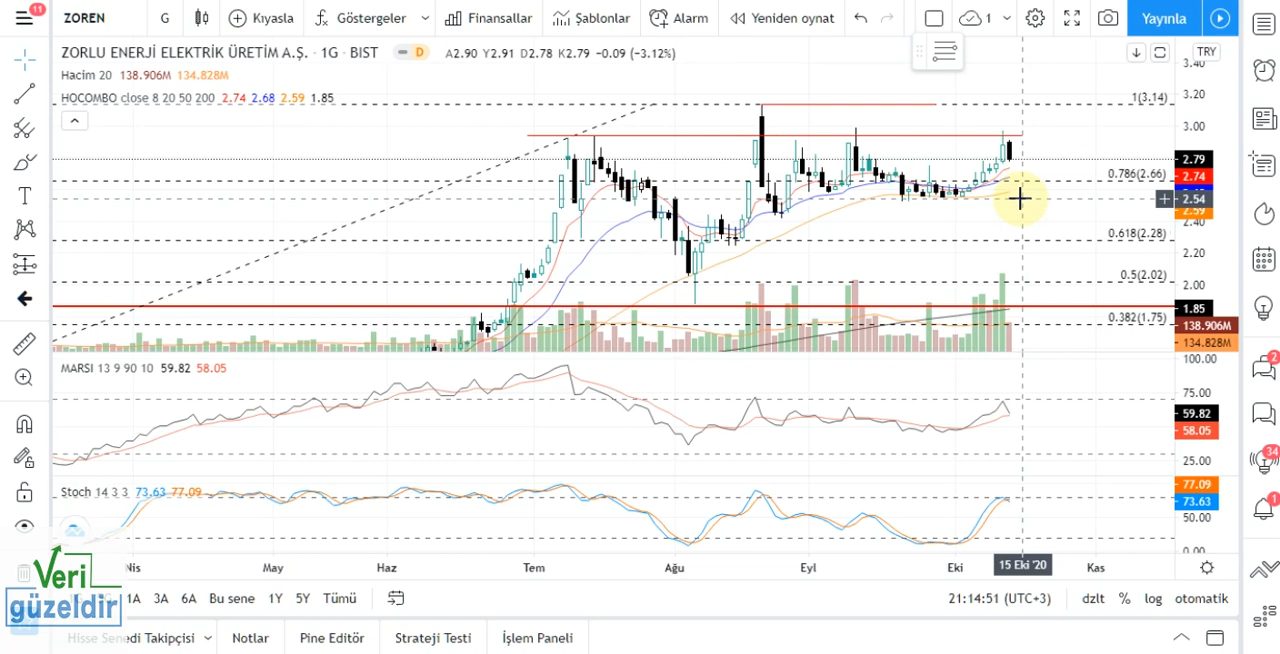 11
ZOREN
G
Kıyasla
Göstergeler
Finansallar
Şablonlar
Alarm
Yeniden oynat
1
Yayınla
ZORLU ENERJİ ELEKTRİK ÜRETİM A.Ş. · 1G · BIST
D
A2.90 Y2.91 D2.78 K2.79 −0.09 (−3.12%)
TRY
Hacim 20 138.906M 134.828M
HOCOMBO close 8 20 50 200 2.74 2.68 2.59 1.85
3.40
3.20
3.00
2.79
2.74
2.54
2.59
2.40
2.20
2.00
1.85
138.906M
134.828M
1(3.14)
0.786(2.66)
0.618(2.28)
0.5(2.02)
0.382(1.75)
MARSI 13 9 90 10 59.82 58.05
100.00
75.00
59.82
58.05
25.00
Stoch 14 3 3 73.63 77.09
77.09
73.63
50.00
0.00
2
34
1
Nis
May
Haz
Tem
Ağu
Eyl
Eki
15 Eki '20
Kas
Veri
güzeldir
1A
3A
6A
Bu sene
1Y
5Y
Tümü
21:14:51 (UTC+3)
dzlt
%
log
otomatik
Hisse Senedi Takipçisi
Notlar
Pine Editör
Strateji Testi
İşlem Paneli